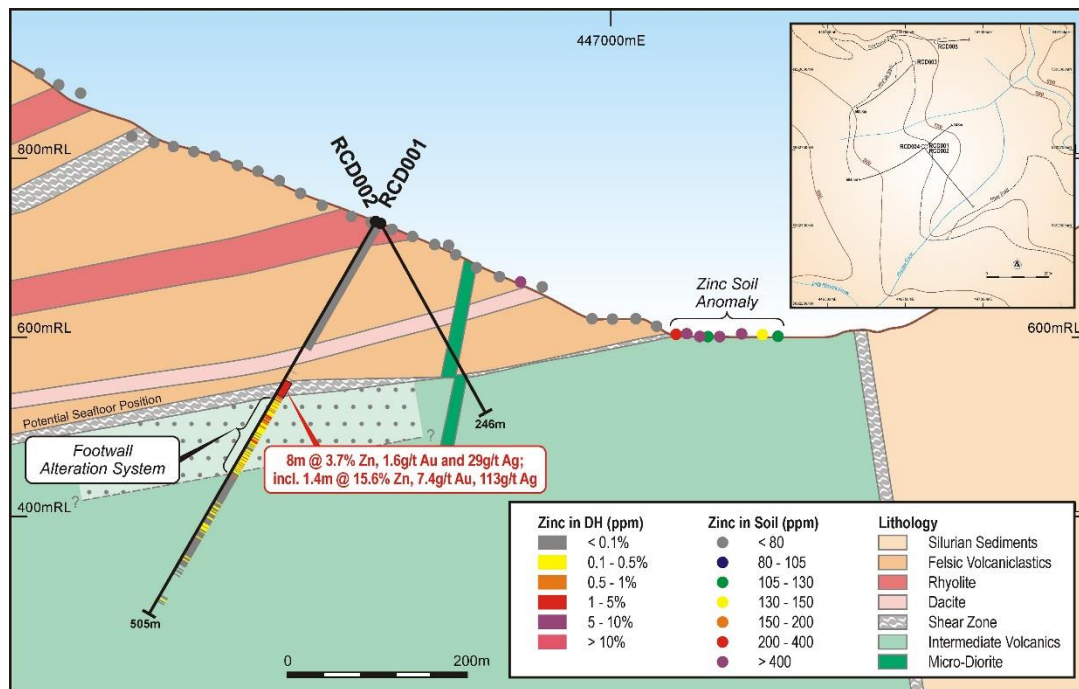 447000mE
RCD005
RCD003
RCD004
RCD001
RCD002
800mRL
RCD002
RCD001
Zinc Soil
Anomaly
600mRL
600mRL
Potential Seafloor Position
Footwall
Alteration System
246m
?
8m @ 3.7% Zn, 1.6g/t Au and 29g/t Ag;
incl. 1.4m @ 15.6% Zn, 7.4g/t Au, 113g/t Ag
?
400mRL
505m
0 200m
Zinc in DH (ppm)
< 0.1%
0.1 - 0.5%
0.5 - 1%
1 - 5%
5 - 10%
> 10%
Zinc in Soil (ppm)
< 80
80 - 105
105 - 130
130 - 150
150 - 200
200 - 400
> 400
Lithology
Silurian Sediments
Felsic Volcaniclastics
Rhyolite
Dacite
Shear Zone
Intermediate Volcanics
Micro-Diorite